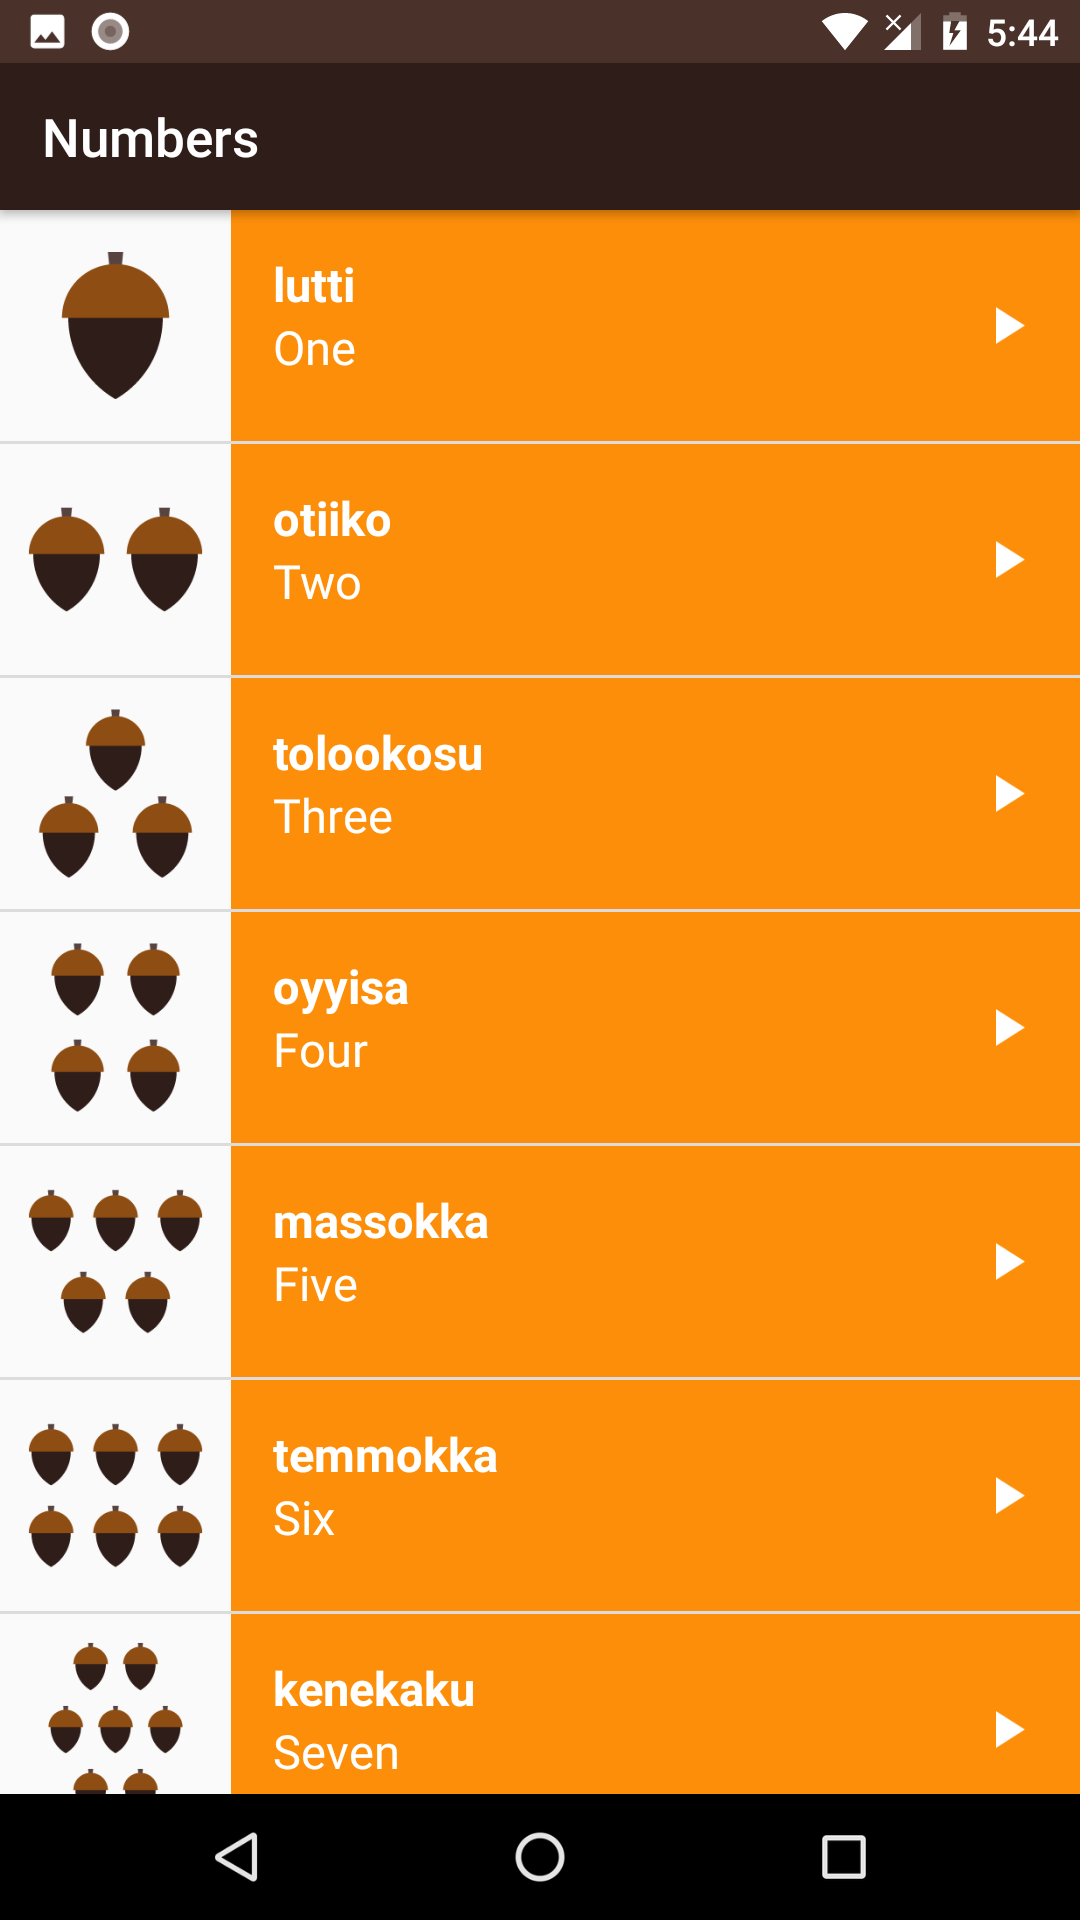 5:44
Numbers
lutti
One
otiiko
Two
tolookosu
Three
oyyisa
Four
massokka
Five
temmokka
Six
kenekaku
Seven